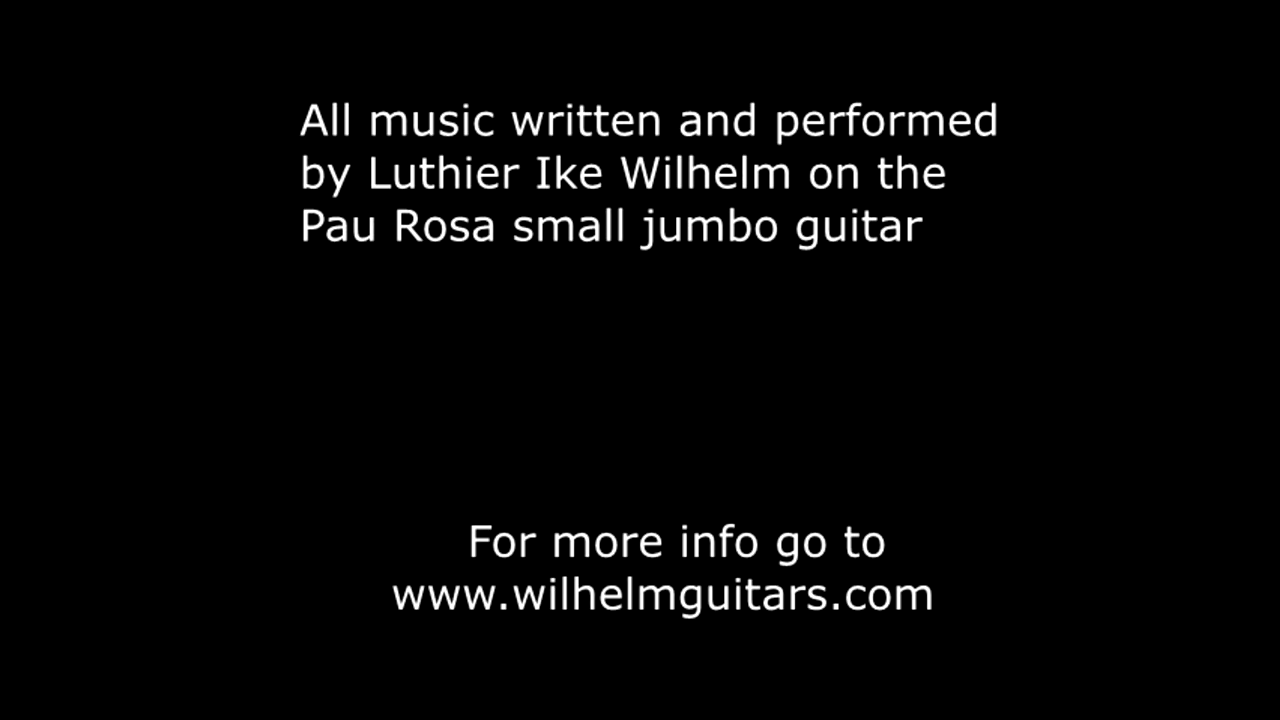 All music written and performed
by Luthier Ike Wilhelm on the
Pau Rosa small jumbo guitar
For more info go to
www.wilhelmguitars.com